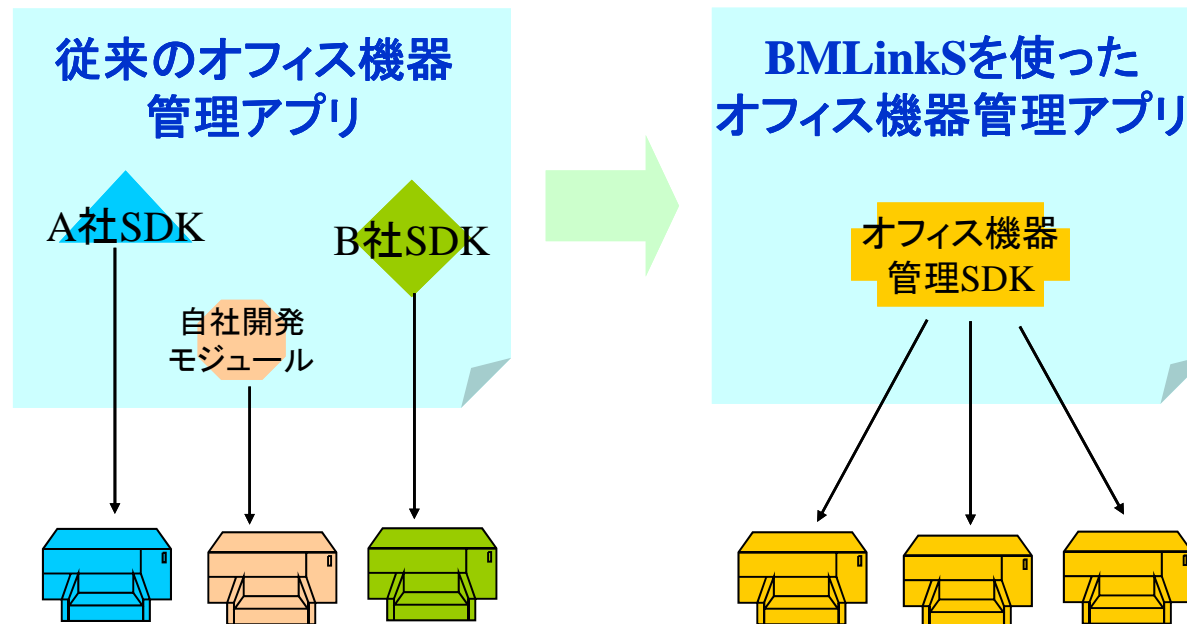 従来のオフィス機器
管理アプリ
A社SDK
B社SDK
自社開発
モジュール
BMLinkSを使った
オフィス機器管理アプリ
オフィス機器
管理SDK